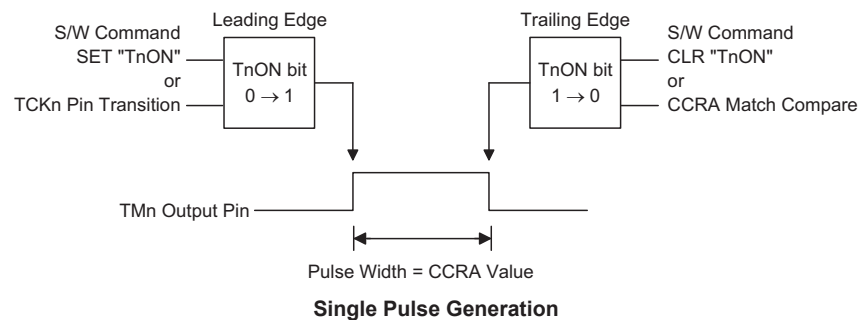 Leading Edge
S/W Command
SET "TnON"
or
TCKn Pin Transition
TnON bit
0 → 1
Trailing Edge
TnON bit
1 → 0
S/W Command
CLR "TnON"
or
CCRA Match Compare
TMn Output Pin
Pulse Width = CCRA Value
Single Pulse Generation